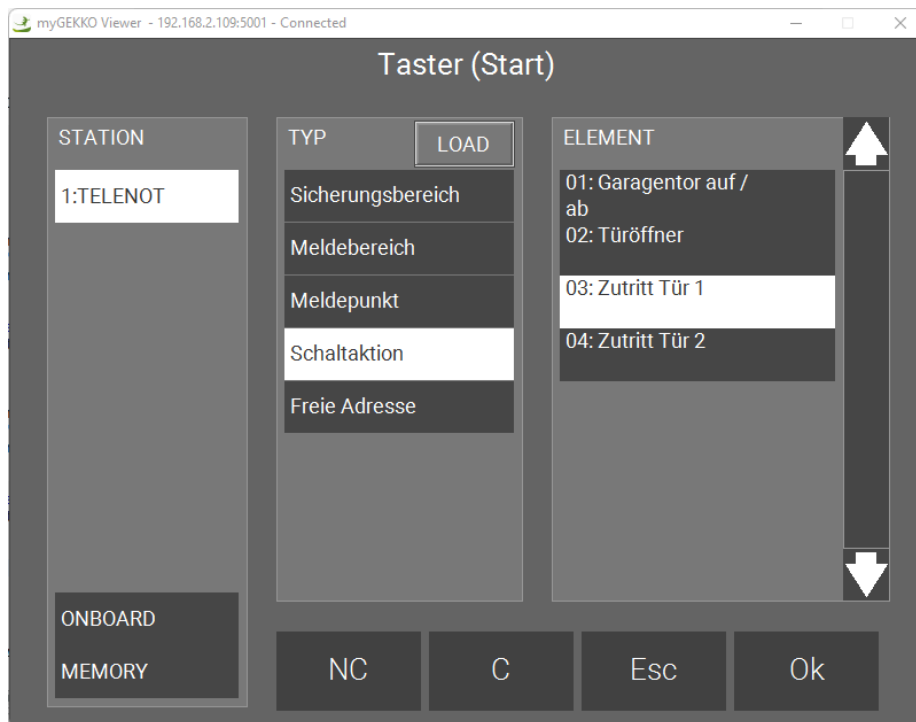 myGEKKO Viewer - 192.168.2.109:5001 - Connected
Taster (Start)
STATION
1:TELENOT
ONBOARD
MEMORY
TYP
LOAD
Sicherungsbereich
Meldebereich
Meldepunkt
Schaltaktion
Freie Adresse
ELEMENT
01: Garagentor auf /
ab
02: Türöffner
03: Zutritt Tür 1
04: Zutritt Tür 2
NC
C
Esc
Ok